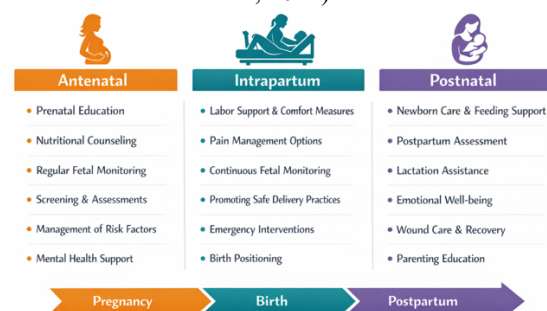 Antenatal
Prenatal Education
Nutritional Counseling
Regular Fetal Monitoring
Screening & Assessments
Management of Risk Factors
Mental Health Support
Intrapartum
Labor Support & Comfort Measures
Pain Management Options
Continuous Fetal Monitoring
Promoting Safe Delivery Practices
Emergency Interventions
Birth Positioning
Postnatal
Newborn Care & Feeding Support
Postpartum Assessment
Lactation Assistance
Emotional Well-being
Wound Care & Recovery
Parenting Education
Pregnancy
Birth
Postpartum